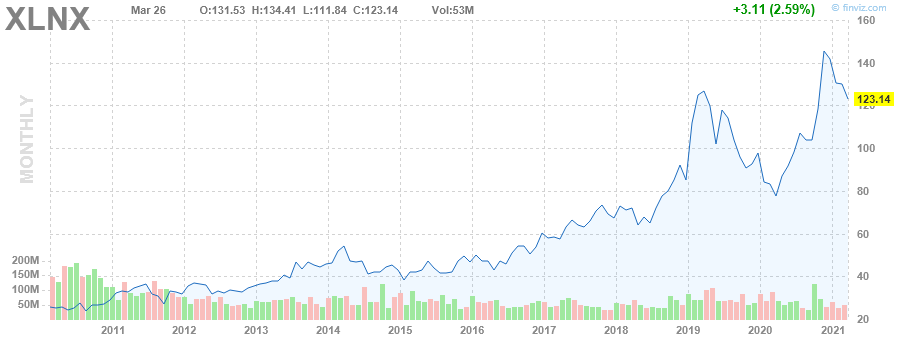 XLNX Mar 26 O:131.53 H:134.41 L:111.84 C:123.14 Vol:53M +3.11 (2.59%) © finviz.com
MONTHLY
160
140
123.14
120
100
80
60
40
20
200M
150M
100M
50M
2011 2012 2013 2014 2015 2016 2017 2018 2019 2020 2021